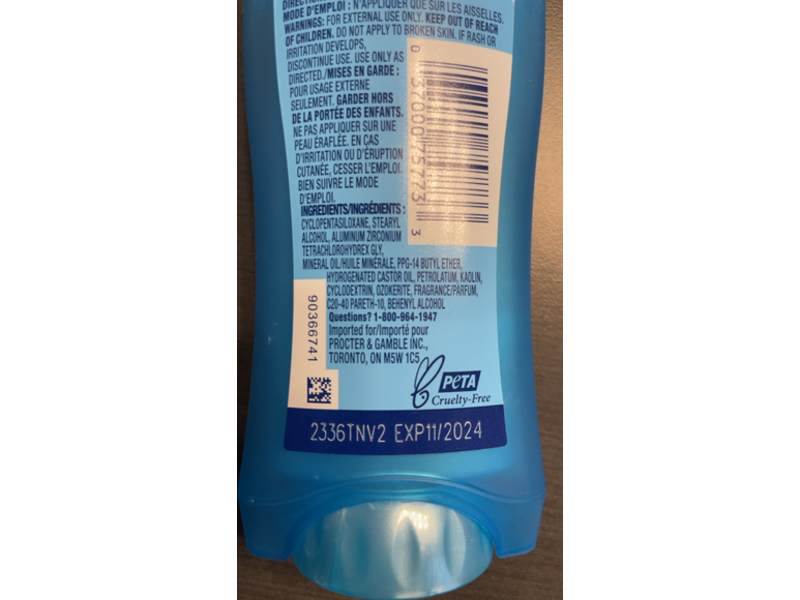 MODE D'EMPLOI : N'APPLIQUER QUE SUR LES AISSELLES.
WARNINGS: FOR EXTERNAL USE ONLY. KEEP OUT OF REACH
OF CHILDREN. DO NOT APPLY TO BROKEN SKIN. IF RASH OR
IRRITATION DEVELOPS,
DISCONTINUE USE. USE ONLY AS
DIRECTED./MISES EN GARDE :
POUR USAGE EXTERNE
SEULEMENT. GARDER HORS
DE LA PORTÉE DES ENFANTS.
NE PAS APPLIQUER SUR UNE
PEAU ÉRAFLÉE. EN CAS
D'IRRITATION OU D'ÉRUPTION
CUTANÉE, CESSER L'EMPLOI.
BIEN SUIVRE LE MODE
D'EMPLOI.
INGREDIENTS/INGRÉDIENTS :
CYCLOPENTASILOXANE, STEARYL
ALCOHOL, ALUMINUM ZIRCONIUM
TETRACHLOROHYDREX GLY,
MINERAL OIL/HUILE MINÉRALE, PPG-14 BUTYL ETHER,
HYDROGENATED CASTOR OIL, PETROLATUM, KAOLIN,
CYCLODEXTRIN, OZOKERITE, FRAGRANCE/PARFUM,
C20-40 PARETH-10, BEHENYL ALCOHOL
Questions? 1-800-964-1947
Imported for/Importé pour
PROCTER & GAMBLE INC.,
TORONTO, ON M5W 1C5
0 37000 75773 3
90366741
PETA
Cruelty-Free
2336TNV2 EXP11/2024